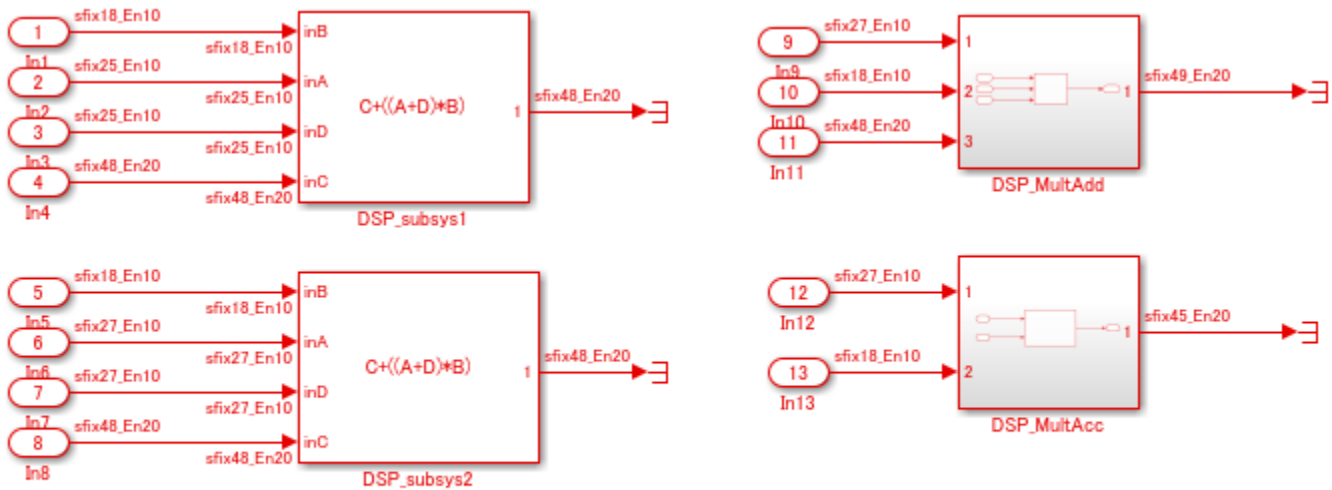 1
In1
sfix18_En10
sfix18_En10
inB
2
In2
sfix25_En10
sfix25_En10
inA
3
In3
sfix25_En10
sfix25_En10
inD
4
In4
sfix48_En20
sfix48_En20
inC
C+((A+D)*B)
1
sfix48_En20
DSP_subsys1
9
In9
sfix27_En10
1
10
In10
sfix18_En10
2
11
In11
sfix48_En20
3
1
sfix49_En20
DSP_MultAdd
5
In5
sfix18_En10
sfix18_En10
inB
6
In6
sfix27_En10
sfix27_En10
inA
7
In7
sfix27_En10
sfix27_En10
inD
8
In8
sfix48_En20
sfix48_En20
inC
C+((A+D)*B)
1
sfix48_En20
DSP_subsys2
12
In12
sfix27_En10
1
13
In13
sfix18_En10
2
1
sfix45_En20
DSP_MultAcc